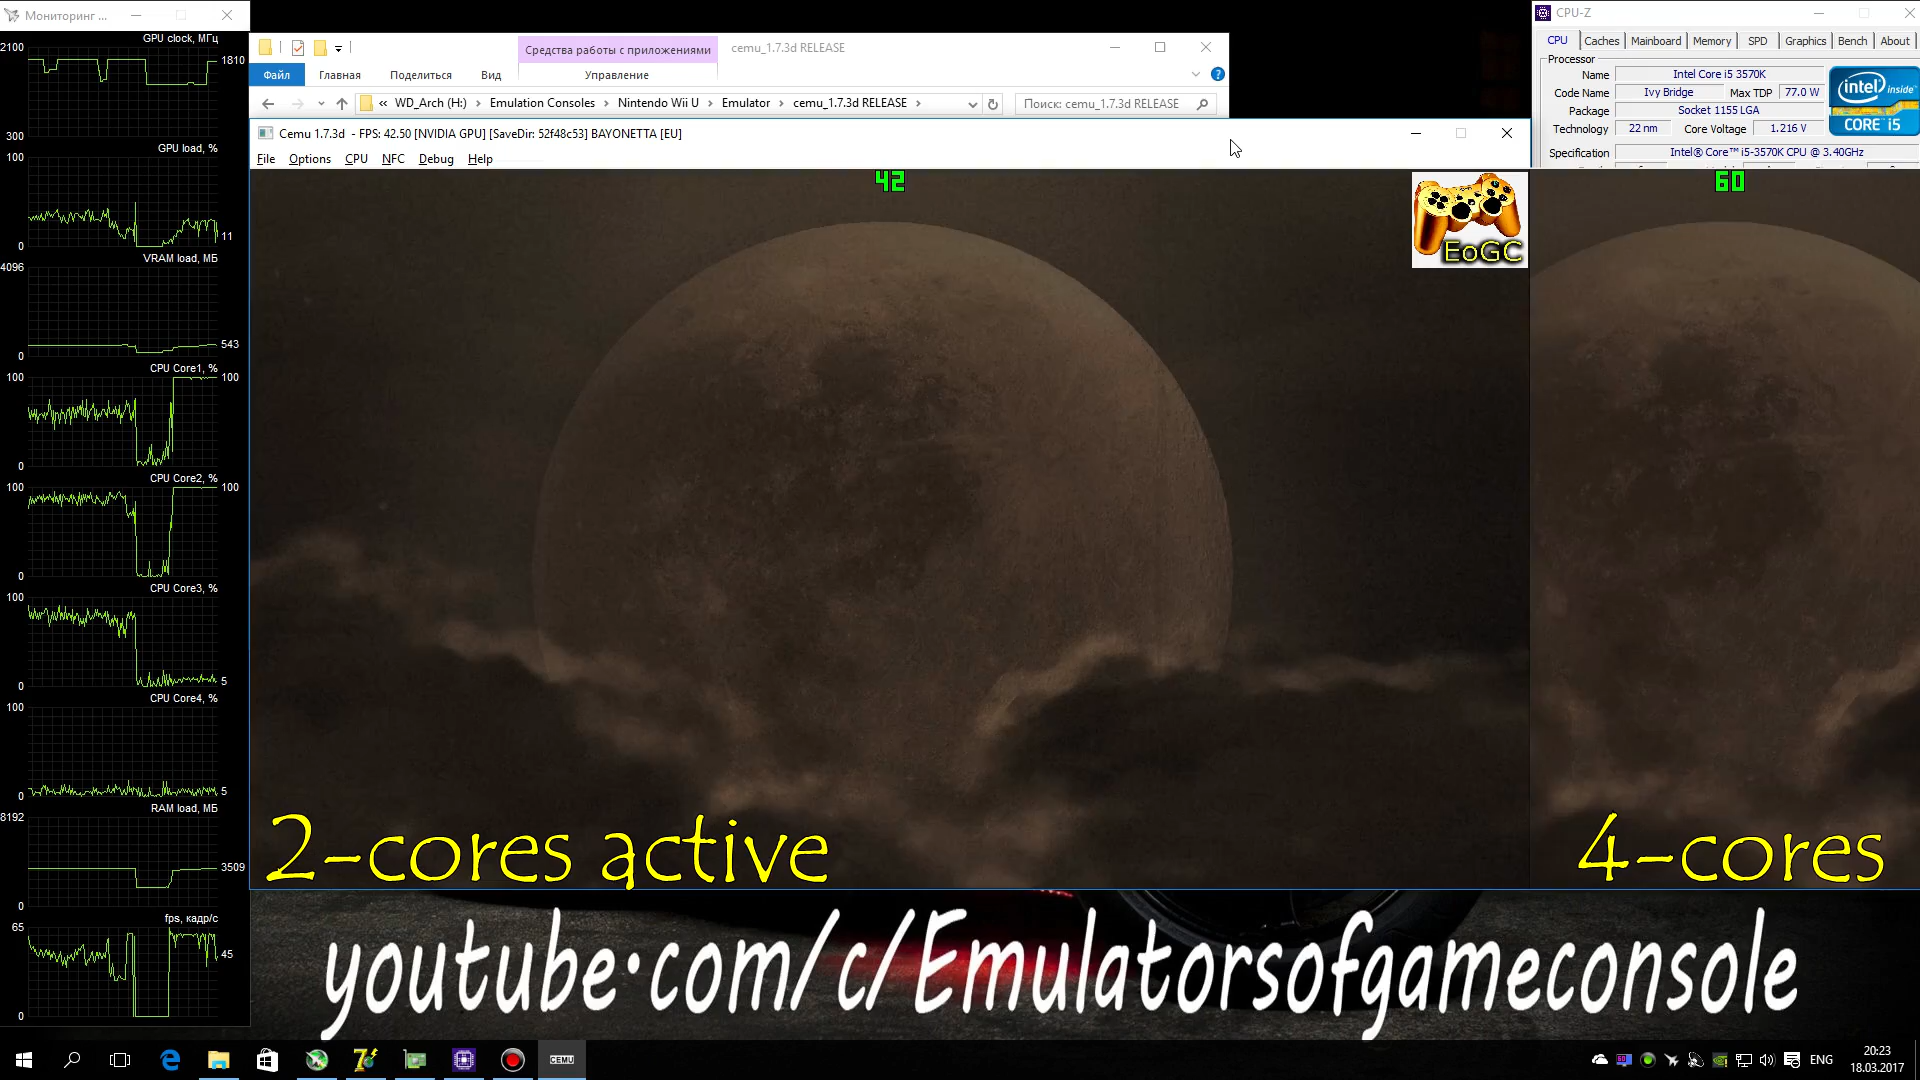 Мониторинг ...
GPU clock, МГц
2100
1810
300
GPU load, %
100
11
0
VRAM load, МБ
4096
543
0
CPU Core1, %
100
100
0
CPU Core2, %
100
100
0
CPU Core3, %
100
5
0
CPU Core4, %
100
5
0
RAM load, МБ
8192
3509
0
fps, кадр/с
65
45
0
Средства работы с приложениями
cemu_1.7.3d RELEASE
Файл
Главная
Поделиться
Вид
Управление
« WD_Arch (H:) › Emulation Consoles › Nintendo Wii U › Emulator › cemu_1.7.3d RELEASE ›
Поиск: cemu_1.7.3d RELEASE
Cemu 1.7.3d - FPS: 42.50 [NVIDIA GPU] [SaveDir: 52f48c53] BAYONETTA [EU]
File Options CPU NFC Debug Help
42
EoGC
2-cores active
CPU-Z
CPU Caches Mainboard Memory SPD Graphics Bench About
Processor
Name Intel Core i5 3570K
Code Name Ivy Bridge Max TDP 77.0 W
Package Socket 1155 LGA
Technology 22 nm Core Voltage 1.216 V
Specification Intel® Core™ i5-3570K CPU @ 3.40GHz
intel inside™
CORE i5
60
4-cores
youtube.com/c/Emulatorsofgameconsole
CEMU
ENG
20:23
18.03.2017